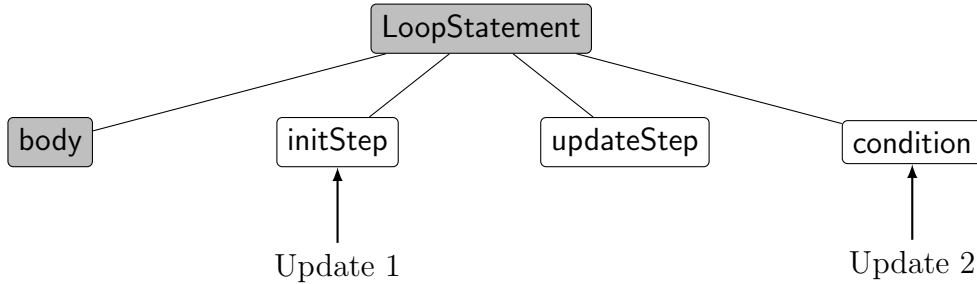 LoopStatement
body
initStep
updateStep
condition
Update 1
Update 2